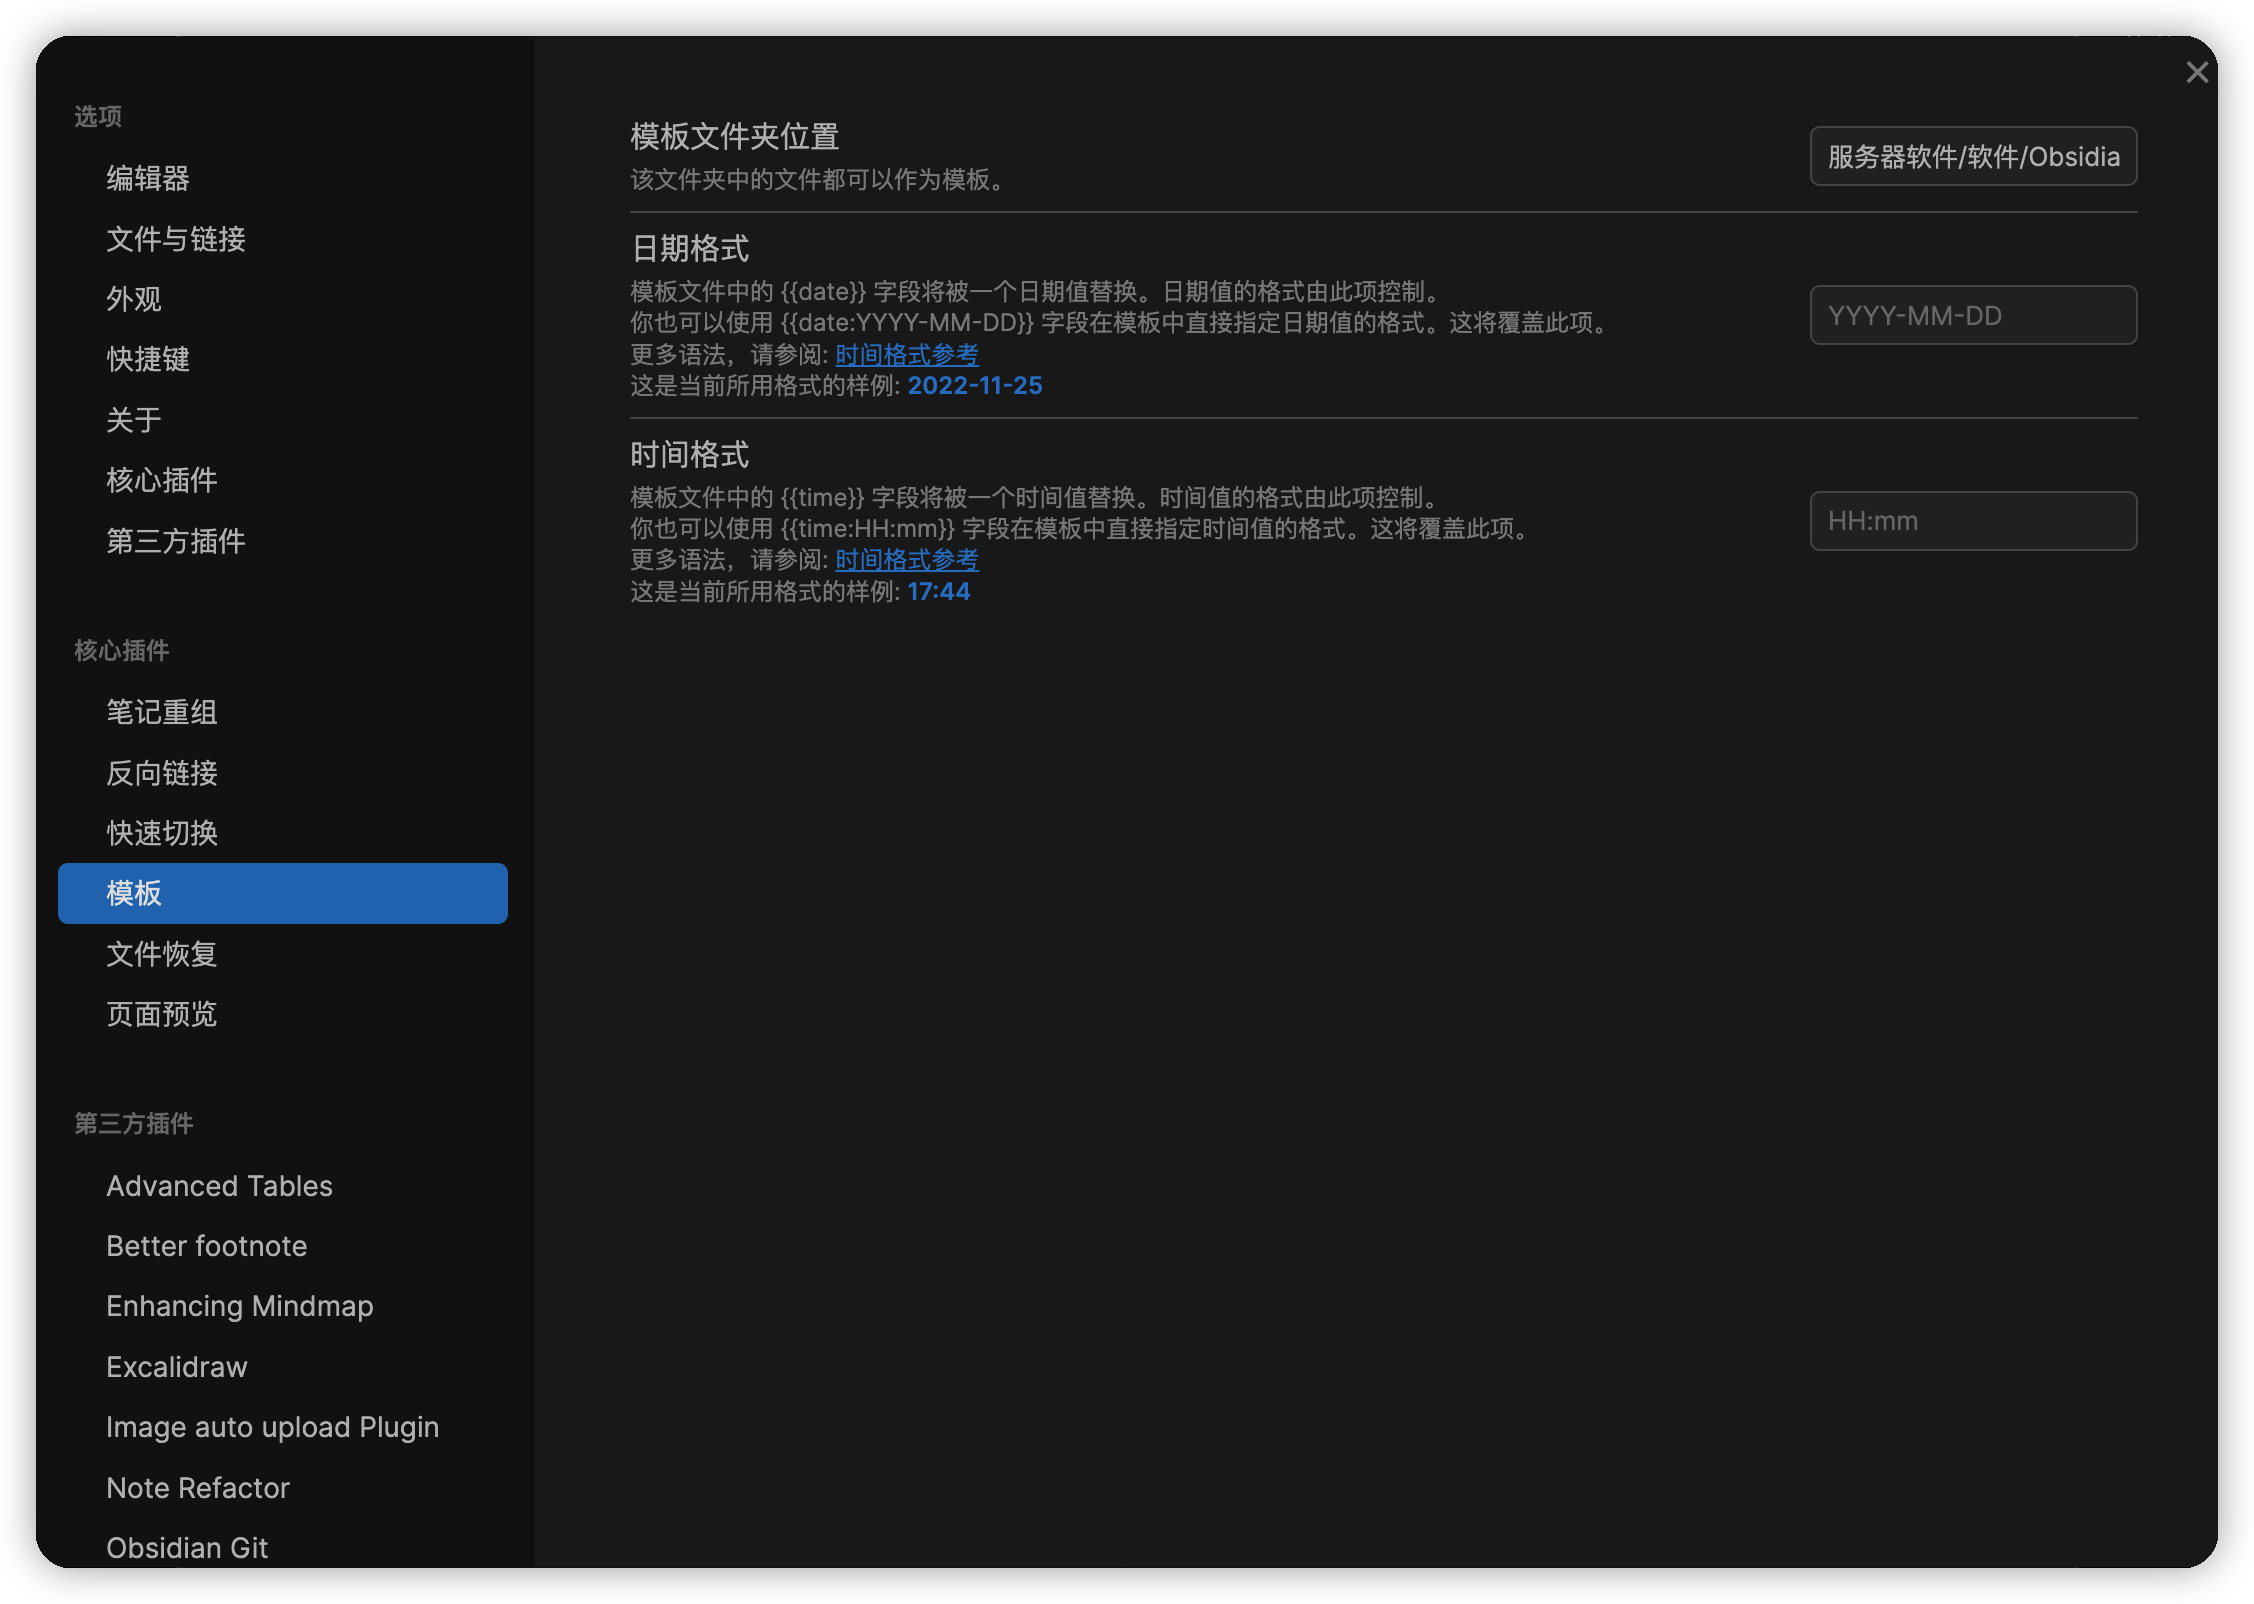 选项
编辑器
文件与链接
外观
快捷键
关于
核心插件
第三方插件
核心插件
笔记重组
反向链接
快速切换
模板
文件恢复
页面预览
第三方插件
Advanced Tables
Better footnote
Enhancing Mindmap
Excalidraw
Image auto upload Plugin
Note Refactor
Obsidian Git
模板文件夹位置
该文件夹中的文件都可以作为模板。
服务器软件/软件/Obsidia
日期格式
模板文件中的 {{date}} 字段将被一个日期值替换。日期值的格式由此项控制。
你也可以使用 {{date:YYYY-MM-DD}} 字段在模板中直接指定日期值的格式。这将覆盖此项。
更多语法，请参阅: 时间格式参考
这是当前所用格式的样例: 2022-11-25
YYYY-MM-DD
时间格式
模板文件中的 {{time}} 字段将被一个时间值替换。时间值的格式由此项控制。
你也可以使用 {{time:HH:mm}} 字段在模板中直接指定时间值的格式。这将覆盖此项。
更多语法，请参阅: 时间格式参考
这是当前所用格式的样例: 17:44
HH:mm